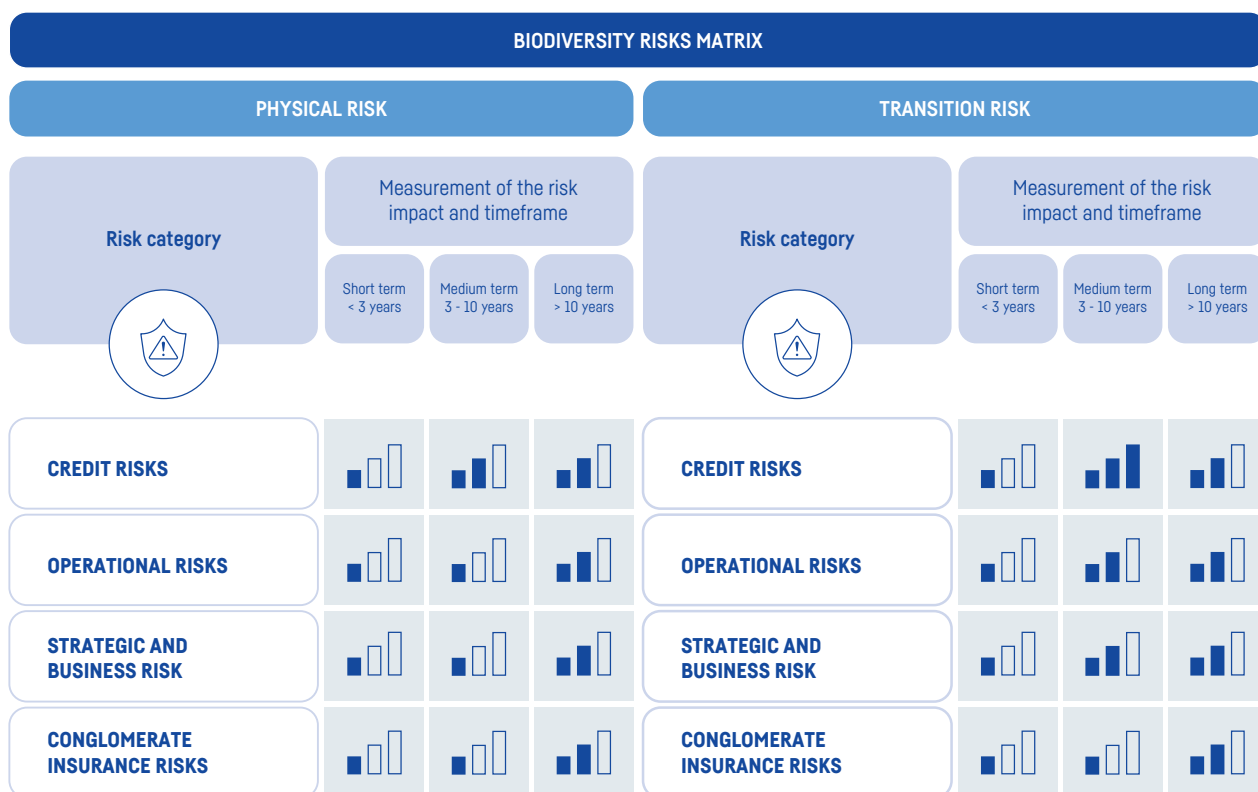 BIODIVERSITY RISKS MATRIX
PHYSICAL RISK
TRANSITION RISK
Risk category
Measurement of the risk
impact and timeframe
Short term
< 3 years
Medium term
3 - 10 years
Long term
> 10 years
Risk category
Measurement of the risk
impact and timeframe
Short term
< 3 years
Medium term
3 - 10 years
Long term
> 10 years
CREDIT RISKS
CREDIT RISKS
OPERATIONAL RISKS
OPERATIONAL RISKS
STRATEGIC AND
BUSINESS RISK
STRATEGIC AND
BUSINESS RISK
CONGLOMERATE
INSURANCE RISKS
CONGLOMERATE
INSURANCE RISKS